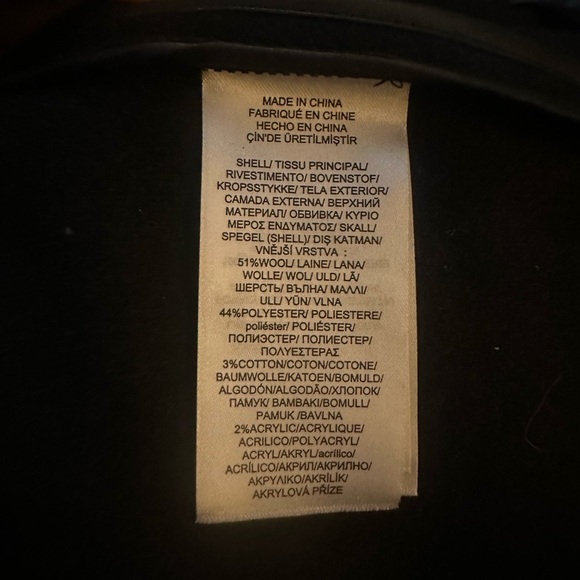 MADE IN CHINA
FABRIQUÉ EN CHINE
HECHO EN CHINA
ÇİN'DE ÜRETİLMİŞTİR
SHELL/ TISSU PRINCIPAL/
RIVESTIMENTO/ BOVENSTOF/
KROPSSTYKKE/ TELA EXTERIOR/
CAMADA EXTERNA/ ВЕРХНИЙ
МАТЕРИАЛ/ ОБВИВКА/ ΚΥΡΙΟ
ΜΕΡΟΣ ΕΝΔΥΜΑΤΟΣ/ SKALL/
SPEGEL (SHELL)/ DIŞ KATMAN/
VNĚJŠÍ VRSTVA :
51%WOOL/ LAINE/ LANA/
WOLLE/ WOL/ ULD/ LÃ/
ШЕРСТЬ/ ВЪЛНА/ ΜΑΛΛΙ/
ULL/ YÜN/ VLNA
44%POLYESTER/ POLIESTERE/
poliéster/ POLIÉSTER/
ПОЛИЭСТЕР/ ПОЛИЕСТЕР/
ΠΟΛΥΕΣΤΕΡΑΣ
3%COTTON/COTON/COTONE/
BAUMWOLLE/KATOEN/BOMULD/
ALGODÓN/ALGODÃO/ХЛОПОК/
ПАМУК/ ΒΑΜΒΑΚΙ/BOMULL/
PAMUK /BAVLNA
2%ACRYLIC/ACRYLIQUE/
ACRILICO/POLYACRYL/
ACRYL/AKRYL/acrílico/
ACRÍLICO/АКРИЛ/АКРИЛНО/
ΑΚΡΥΛΙΚΟ/AKRİLİK/
AKRYLOVÁ PŘÍZE